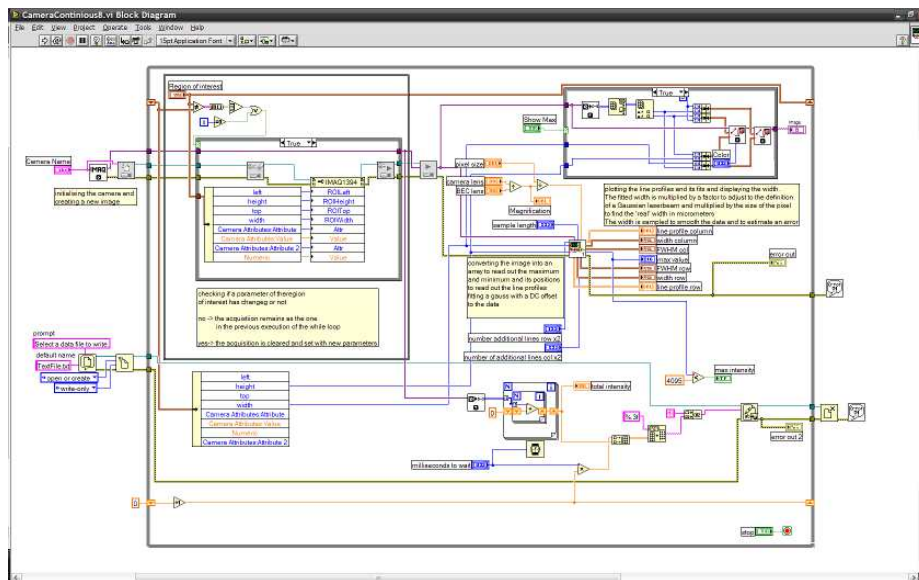 CameraContinious8.vi Block Diagram
File Edit View Project Operate Tools Window Help
15pt Application Font
Region of interest
True
True
Show Max
Camera Name
IMAQ
IMAQ1394
pixel size
Color
initialising the camera and
creating a new image
left
height
top
width
Camera Attributes.Attribute
Camera Attributes.Value
Camera Attributes.Attribute 2
Numeric
ROILeft
ROIHeight
ROITop
ROIWidth
Attr
Value
Attr
Value
camera lens
BEC lens
Magnification
sample length
plotting the line profiles and its fits and displaying the width.
The fitted width is multiplied by a factor to adjust to the definition
of a Gaussian laserbeam and multiplied by the size of the pixel
to find the 'real' width in micrometers
The width is sampled to smooth the data and to estimate an error
line profile column
width column
FWHM col
max value
FWHM row
width row
line profile row
error out
converting the image into an
array to read out the maximum
and minimum and its positions
to read out the line profiles
fitting a gauss with a DC offset
to the data
checking if a parameter of theregion
of interest has changeg or not
no -> the acquisition remains as the one
in the previous execution of the while loop
yes-> the acquisition is cleared and set with new parameters
number additional lines row x2
number of additional lines col x2
prompt
Select a data file to write.
default name
TextFile.txt
open or create
write-only
left
height
top
width
Camera Attributes.Attribute
Camera Attributes.Value
Numeric
Camera Attributes.Attribute 2
4095
max intensity
total intensity
N
N
i
i
0
milliseconds to wait
error out 2
0
stop